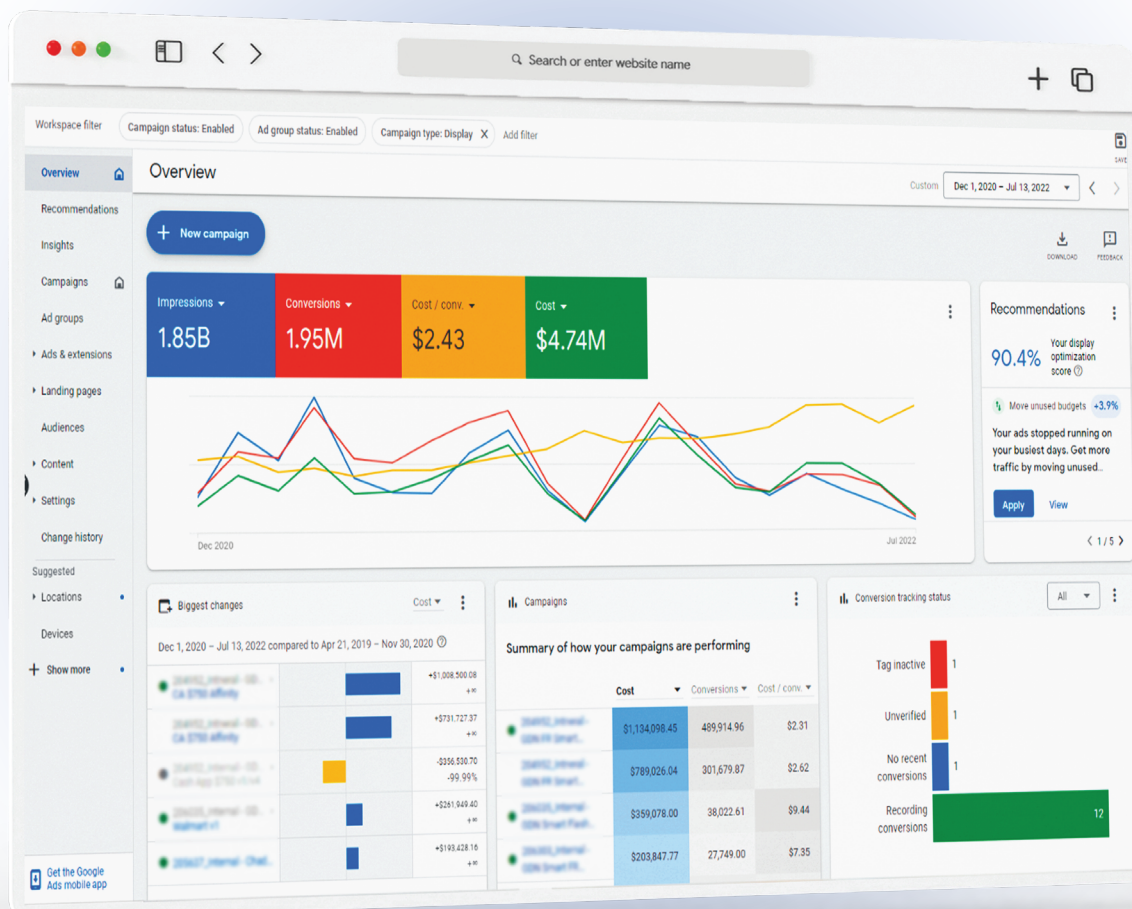 Search or enter website name
Workspace filter
Campaign status: Enabled
Ad group status: Enabled
Campaign type: Display X
Add filter
SAVE
Overview
Recommendations
Insights
Campaigns
Ad groups
Ads & extensions
Landing pages
Audiences
Content
Settings
Change history
Suggested
Locations
Devices
Show more
Get the Google
Ads mobile app
Overview
Custom
Dec 1, 2020 – Jul 13, 2022
New campaign
DOWNLOAD
FEEDBACK
Impressions
1.85B
Conversions
1.95M
Cost / conv.
$2.43
Cost
$4.74M
Dec 2020
Jul 2022
Recommendations
90.4%
Your display
optimization
score
Move unused budgets
+3.9%
Your ads stopped running on
your busiest days. Get more
traffic by moving unused...
Apply
View
1 / 5
Biggest changes
Cost
Dec 1, 2020 – Jul 13, 2022 compared to Apr 21, 2019 – Nov 30, 2020
+$1,008,500.08
+∞
+$731,727.37
+∞
-$356,530.70
-99.99%
+$261,949.40
+∞
+$193,428.16
+∞
Campaigns
Summary of how your campaigns are performing
Cost
Conversions
Cost / conv.
$1,134,098.45
489,914.96
$2.31
$789,026.04
301,679.87
$2.62
$359,078.00
38,022.61
$9.44
$203,847.77
27,749.00
$7.35
Conversion tracking status
All
Tag inactive
1
Unverified
1
No recent
conversions
1
Recording
conversions
12